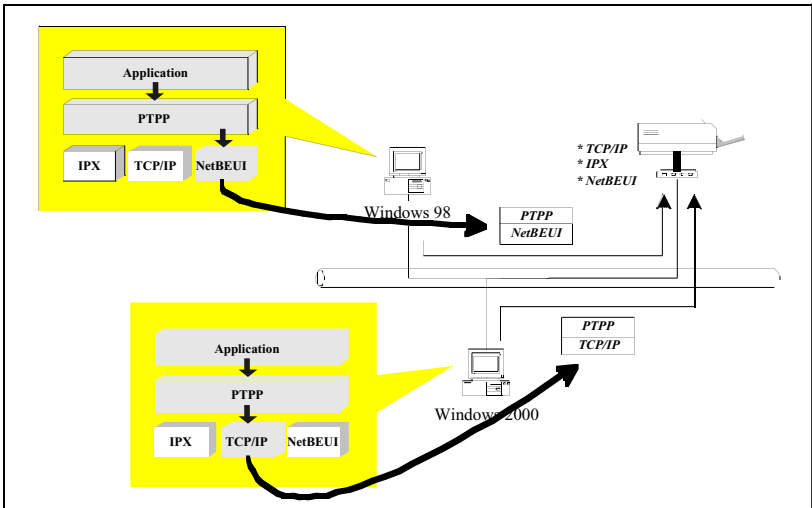 Application
PTPP
IPX TCP/IP NetBEUI
Windows 98
PTPP
NetBEUI
* TCP/IP
* IPX
* NetBEUI
Application
PTPP
IPX TCP/IP NetBEUI
Windows 2000
PTPP
TCP/IP